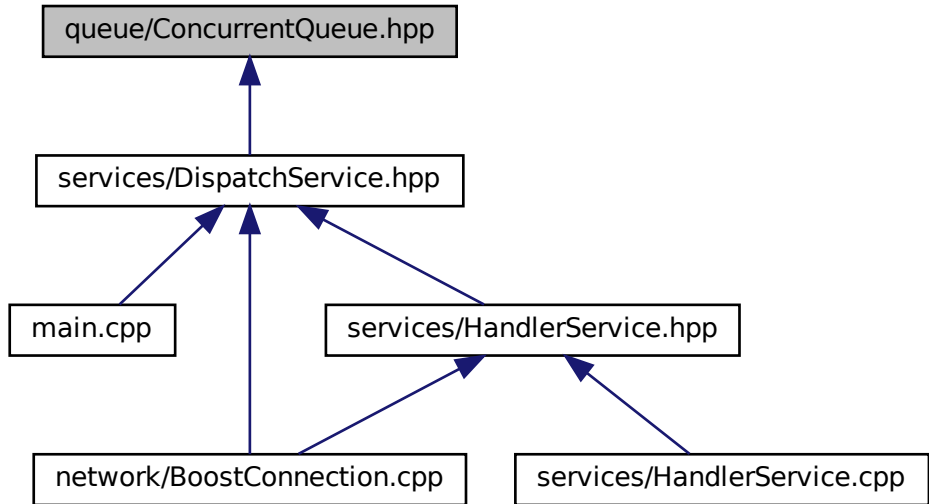 queue/ConcurrentQueue.hpp
services/DispatchService.hpp
main.cpp
services/HandlerService.hpp
network/BoostConnection.cpp
services/HandlerService.cpp